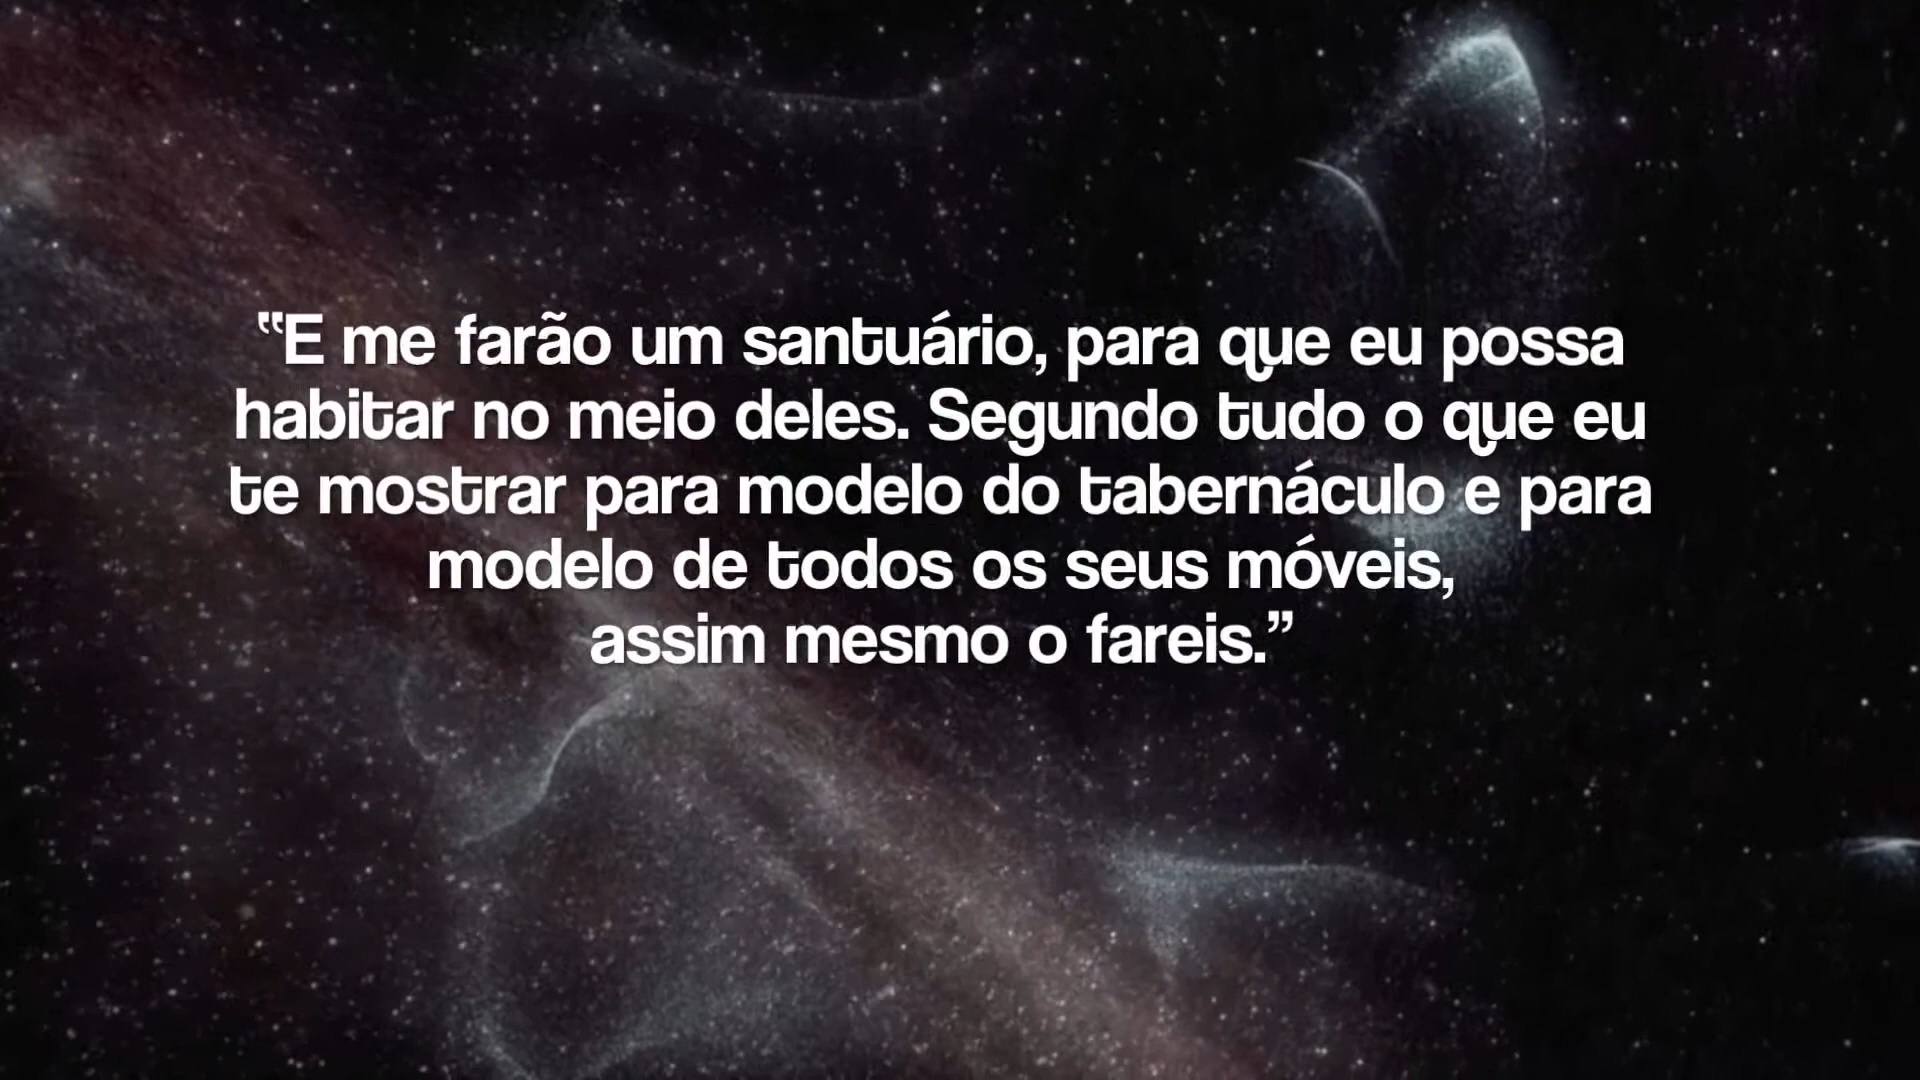 “E me farão um santuário, para que eu possa
habitar no meio deles. Segundo tudo o que eu
te mostrar para modelo do tabernáculo e para
modelo de todos os seus móveis,
assim mesmo o fareis.”